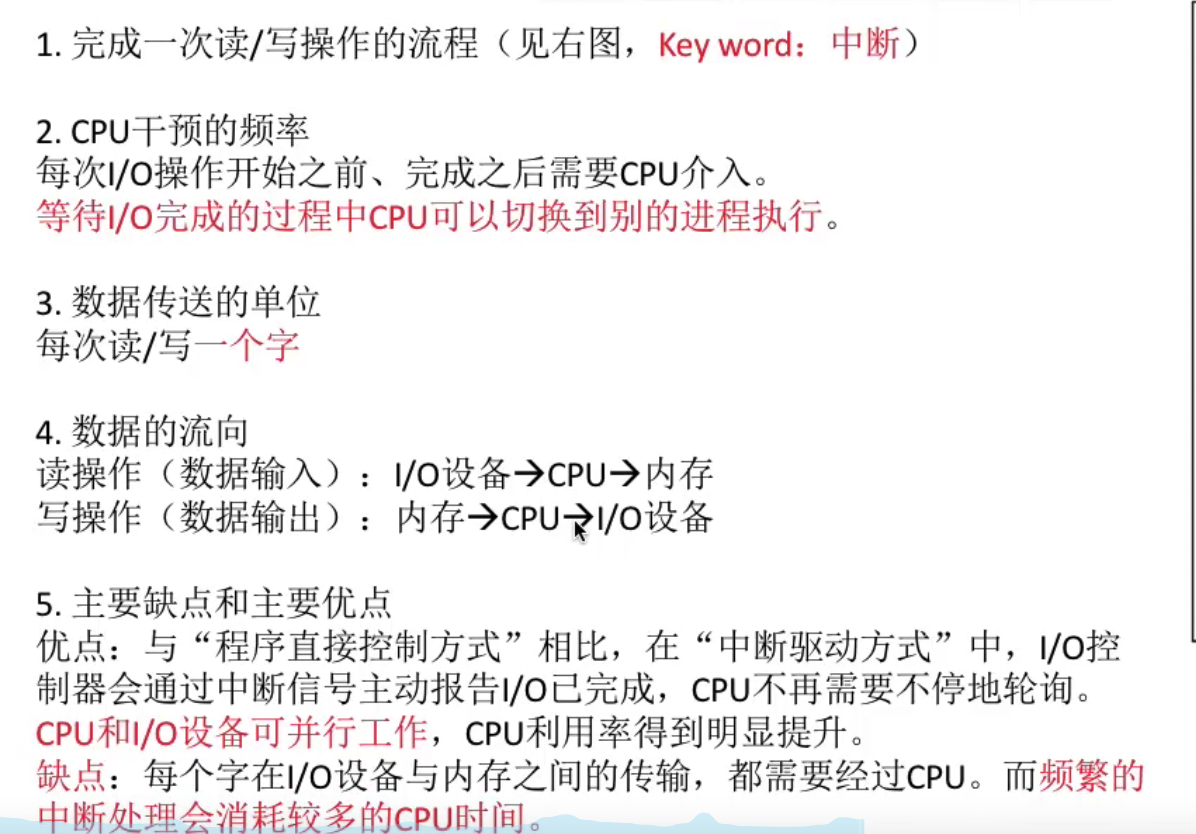 1. 完成一次读/写操作的流程（见右图，Key word：中断）
2. CPU干预的频率
每次I/O操作开始之前、完成之后需要CPU介入。
等待I/O完成的过程中CPU可以切换到别的进程执行。
3. 数据传送的单位
每次读/写一个字
4. 数据的流向
读操作（数据输入）：I/O设备→CPU→内存
写操作（数据输出）：内存→CPU→I/O设备
5. 主要缺点和主要优点
优点：与“程序直接控制方式”相比，在“中断驱动方式”中，I/O控
制器会通过中断信号主动报告I/O已完成，CPU不再需要不停地轮询。
CPU和I/O设备可并行工作，CPU利用率得到明显提升。
缺点：每个字在I/O设备与内存之间的传输，都需要经过CPU。而频繁的
中断处理会消耗较多的CPU时间。